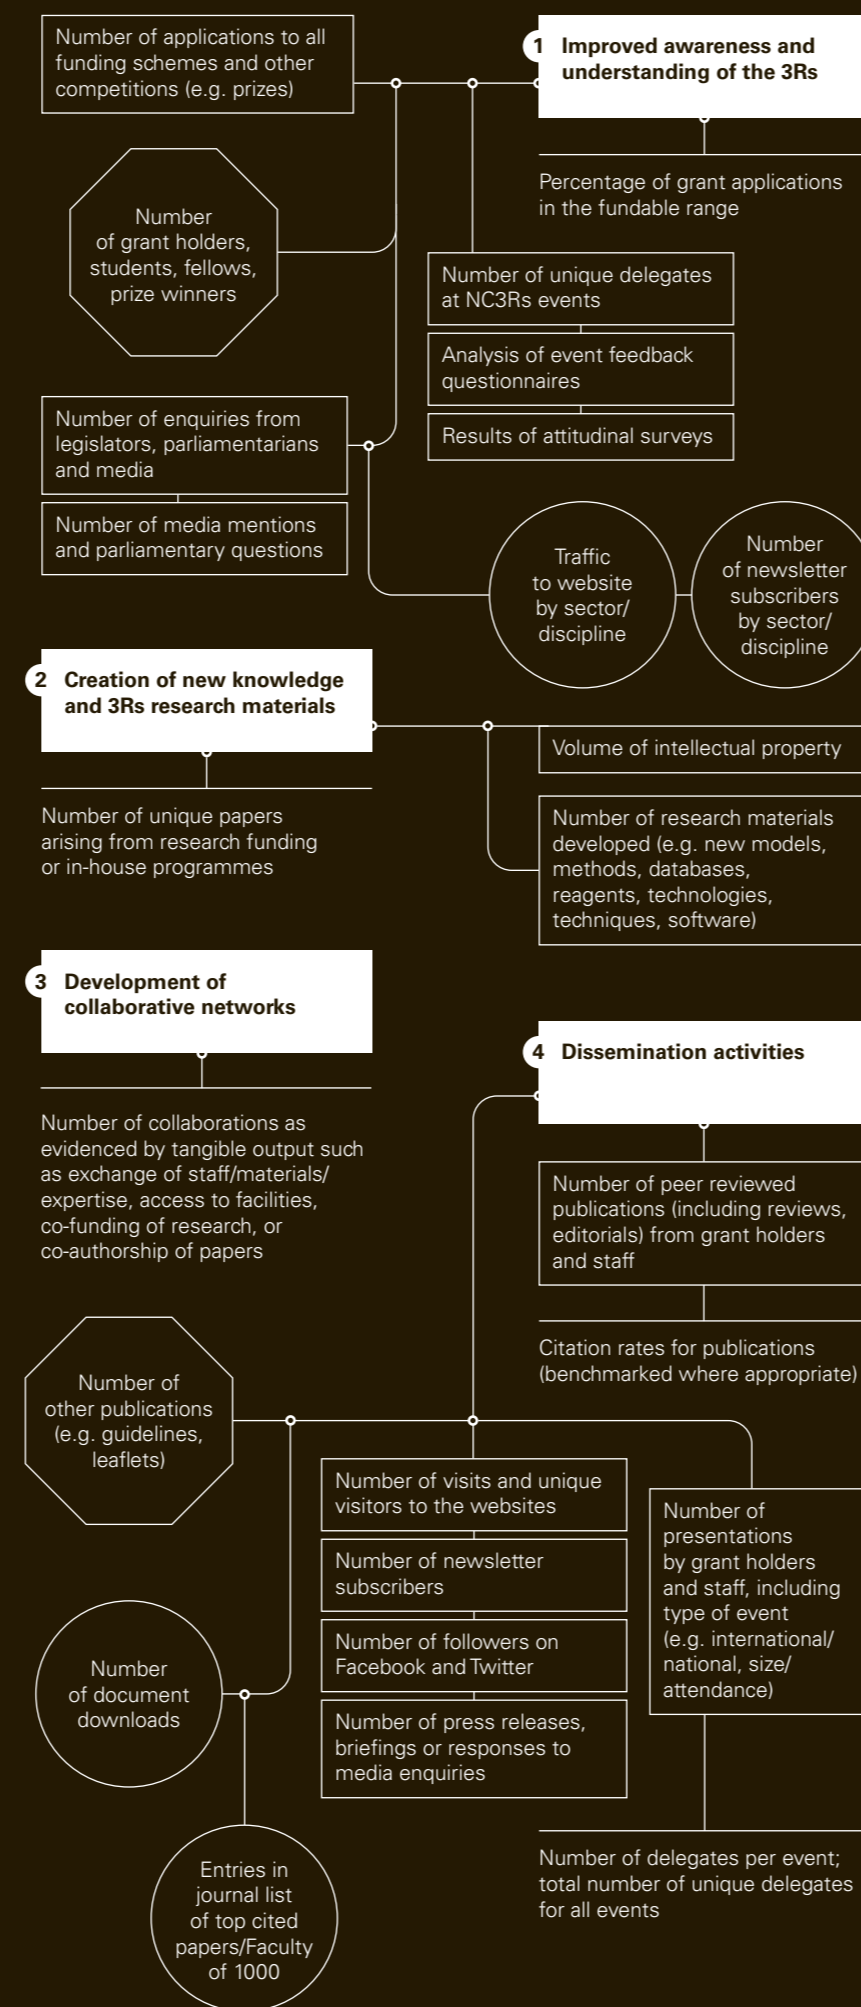 Number of applications to all
funding schemes and other
competitions (e.g. prizes)
1 Improved awareness and
understanding of the 3Rs
Percentage of grant applications
in the fundable range
Number
of grant holders,
students, fellows,
prize winners
Number of unique delegates
at NC3Rs events
Analysis of event feedback
questionnaires
Results of attitudinal surveys
Number of enquiries from
legislators, parliamentarians
and media
Number of media mentions
and parliamentary questions
Traffic
to website
by sector/
discipline
Number
of newsletter
subscribers
by sector/
discipline
2 Creation of new knowledge
and 3Rs research materials
Number of unique papers
arising from research funding
or in-house programmes
Volume of intellectual property
Number of research materials
developed (e.g. new models,
methods, databases,
reagents, technologies,
techniques, software)
3 Development of
collaborative networks
Number of collaborations as
evidenced by tangible output such
as exchange of staff/materials/
expertise, access to facilities,
co-funding of research, or
co-authorship of papers
4 Dissemination activities
Number of peer reviewed
publications (including reviews,
editorials) from grant holders
and staff
Citation rates for publications
(benchmarked where appropriate)
Number of
other publications
(e.g. guidelines,
leaflets)
Number of visits and unique
visitors to the websites
Number of newsletter
subscribers
Number of followers on
Facebook and Twitter
Number of press releases,
briefings or responses to
media enquiries
Number of
presentations
by grant holders
and staff, including
type of event
(e.g. international/
national, size/
attendance)
Number
of document
downloads
Entries in
journal list
of top cited
papers/Faculty
of 1000
Number of delegates per event;
total number of unique delegates
for all events